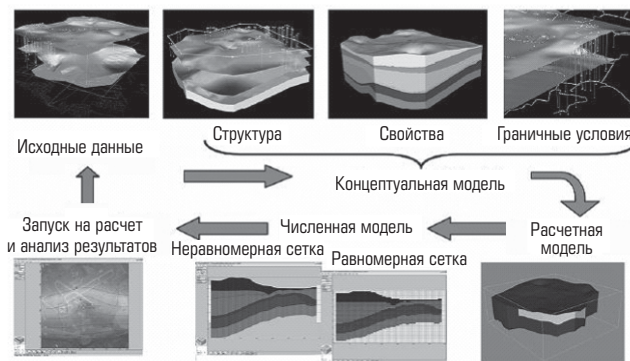 Структура
Свойства
Граничные условия
Исходные данные
Концептуальная модель
Запуск на расчет
и анализ результатов
Численная модель
Расчетная
модель
Неравномерная сетка
Равномерная сетка